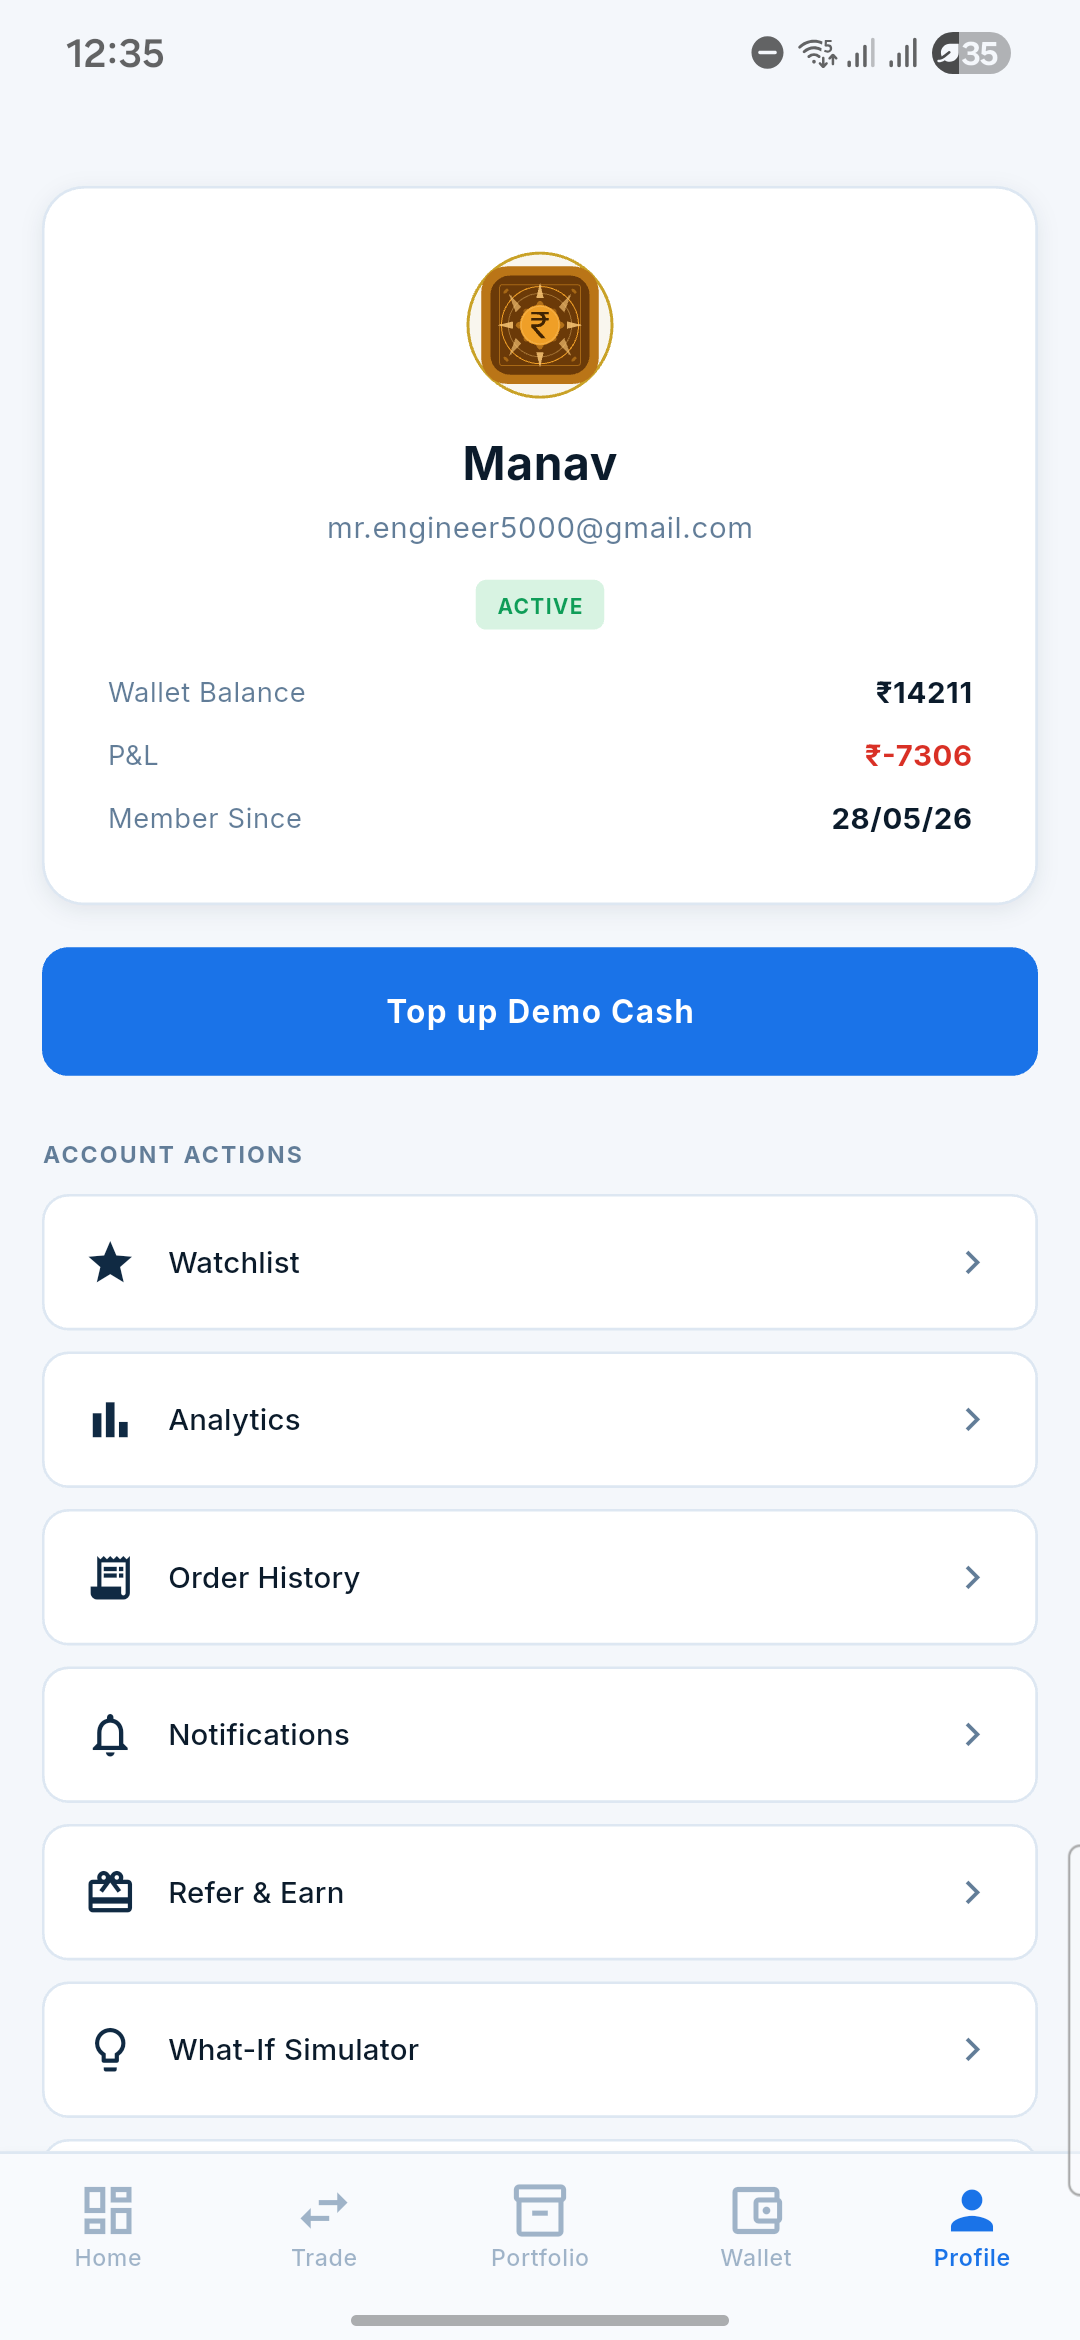 12:35
5
35
₹
Manav
mr.engineer5000@gmail.com
ACTIVE
Wallet Balance ₹14211
P&L ₹-7306
Member Since 28/05/26
Top up Demo Cash
ACCOUNT ACTIONS
Watchlist
Analytics
Order History
Notifications
Refer & Earn
What-If Simulator
Home Trade Portfolio Wallet Profile